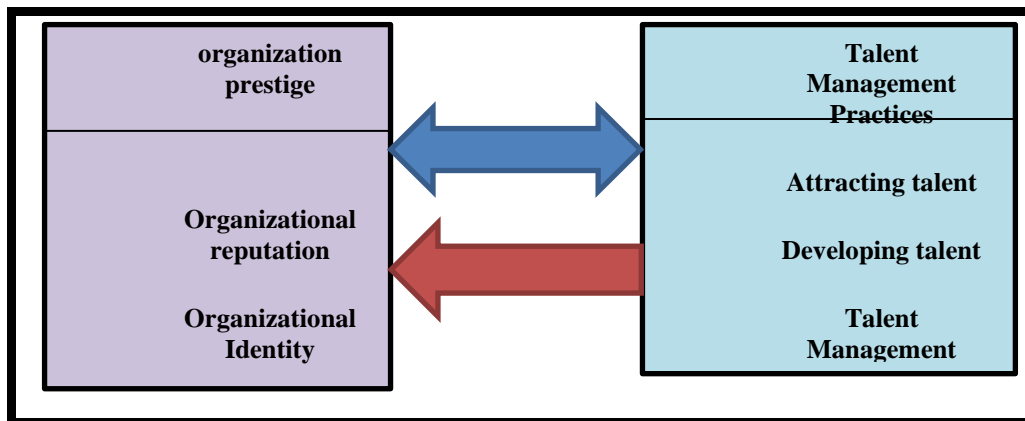 organization
prestige
Organizational
reputation
Organizational
Identity
Talent
Management
Practices
Attracting talent
Developing talent
Talent
Management